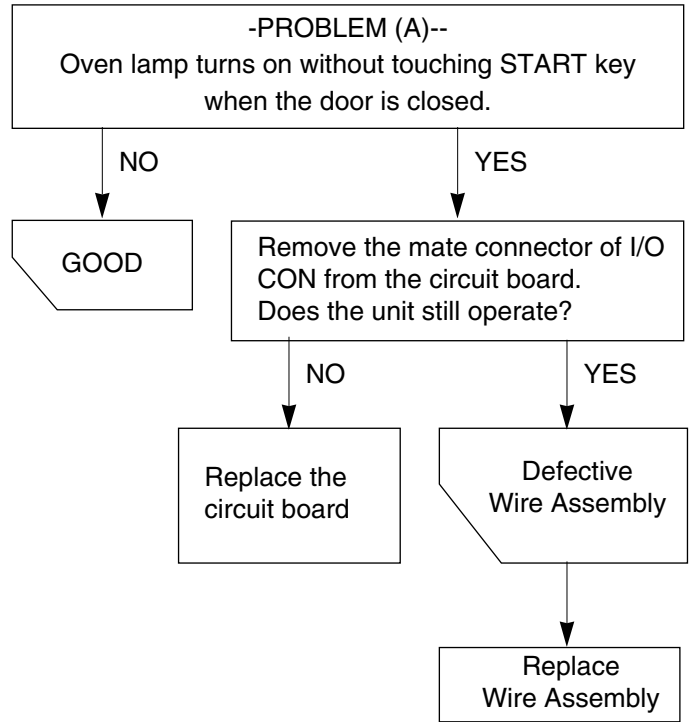 -PROBLEM (A)--
Oven lamp turns on without touching START key
when the door is closed.
NO
YES
GOOD
Remove the mate connector of I/O
CON from the circuit board.
Does the unit still operate?
NO
YES
Replace the
circuit board
Defective
Wire Assembly
Replace
Wire Assembly